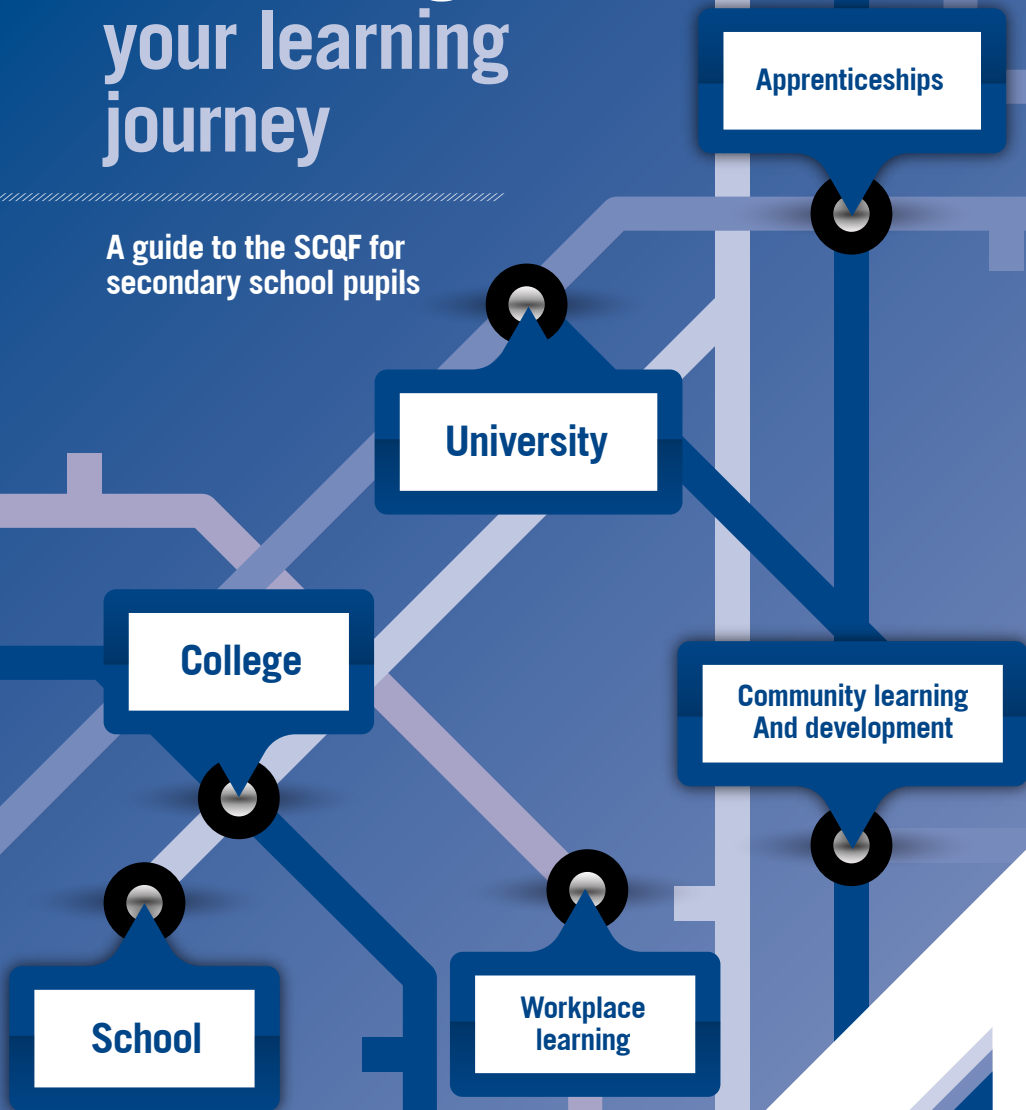 your learning
journey
A guide to the SCQF for
secondary school pupils
Apprenticeships
University
College
Community learning
And development
School
Workplace
learning